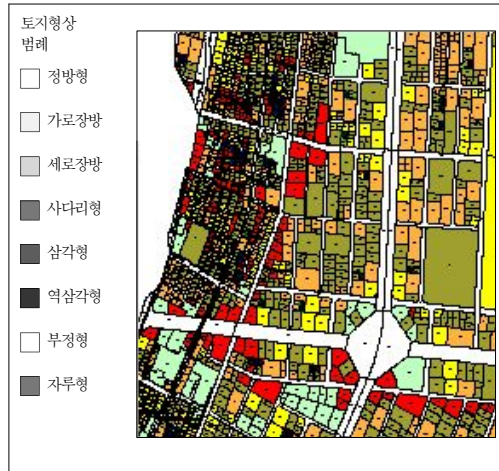 토지형상
범례
정방형
가로장방
세로장방
사다리형
삼각형
역삼각형
부정형
자루형